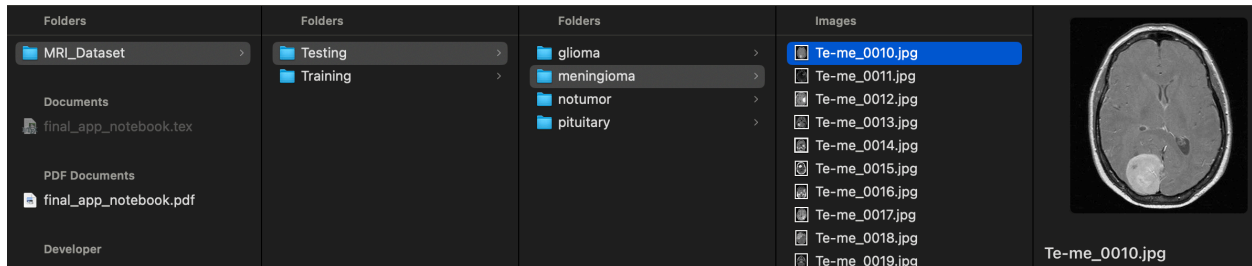 Folders
MRI_Dataset
Documents
final_app_notebook.tex
PDF Documents
final_app_notebook.pdf
Developer
Folders
Testing
Training
Folders
glioma
meningioma
notumor
pituitary
Images
Te-me_0010.jpg
Te-me_0011.jpg
Te-me_0012.jpg
Te-me_0013.jpg
Te-me_0014.jpg
Te-me_0015.jpg
Te-me_0016.jpg
Te-me_0017.jpg
Te-me_0018.jpg
Te-me_0019.jpg
Te-me_0010.jpg